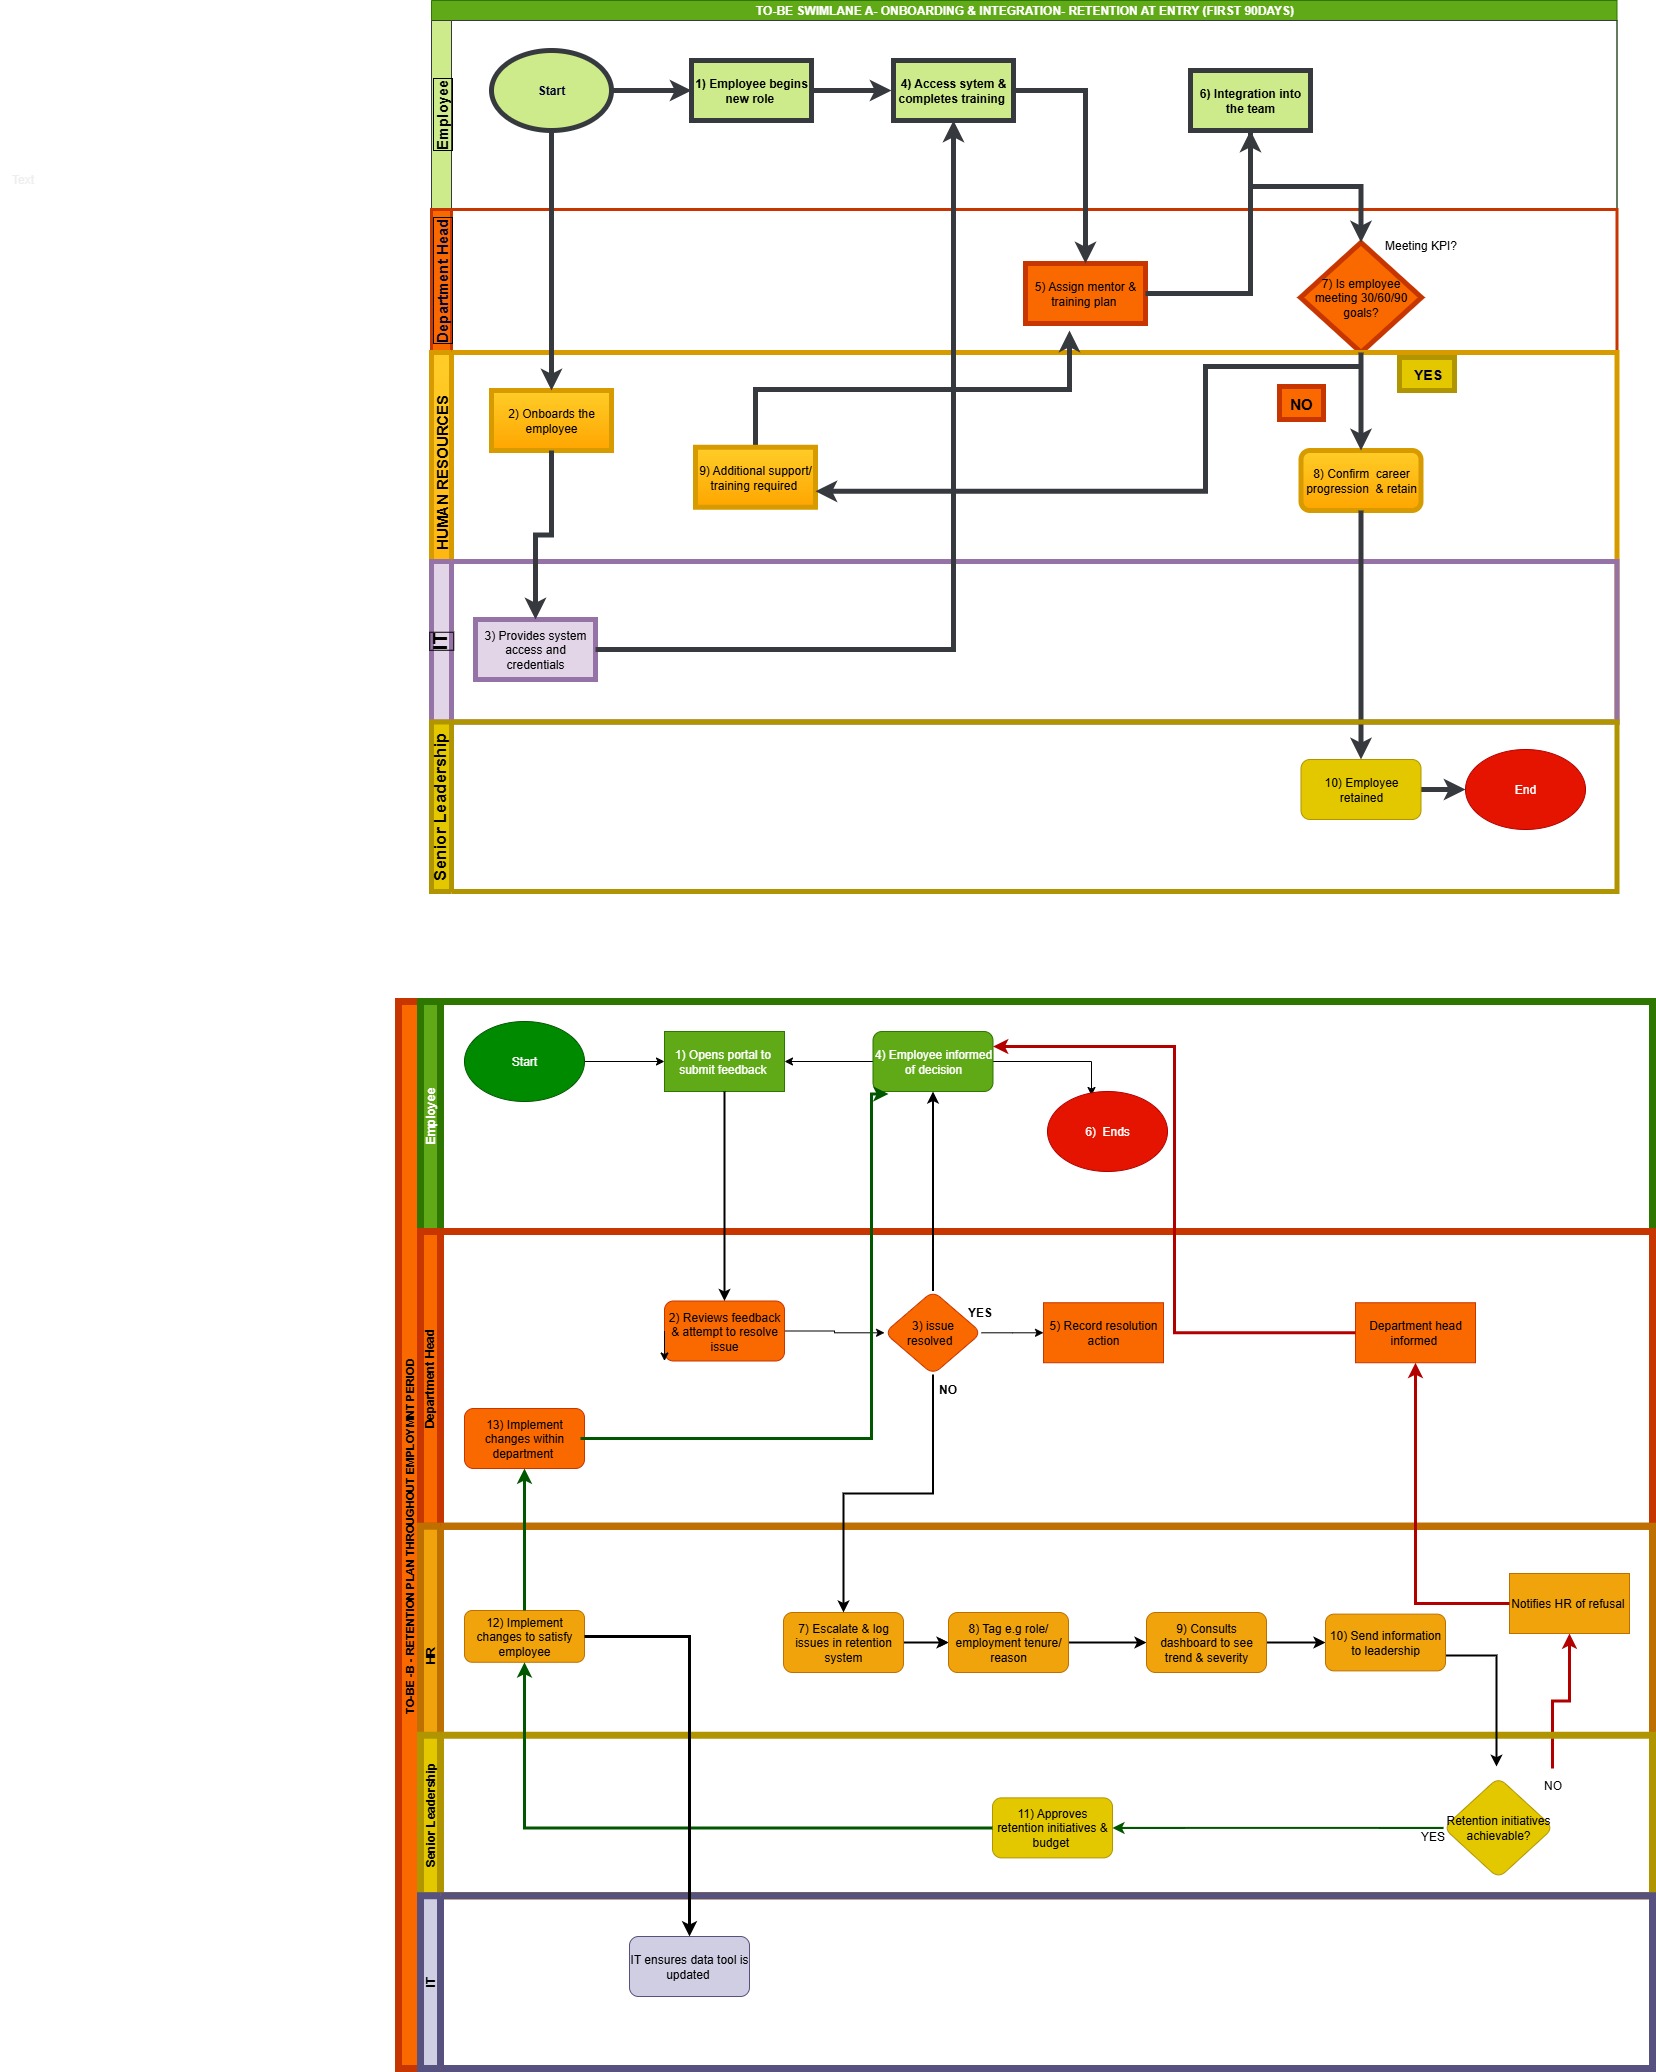 TO-BE SWIMLANE A- ONBOARDING & INTEGRATION- RETENTION AT ENTRY (FIRST 90DAYS)
Employee
Start
1) Employee begins
new role
4) Access sytem &
completes training
6) Integration into
the team
Text
Department Head
Meeting KPI?
5) Assign mentor &
training plan
7) Is employee
meeting 30/60/90
goals?
HUMAN RESOURCES
YES
NO
2) Onboards the
employee
9) Additional support/
training required
8) Confirm  career
progression  & retain
IT
3) Provides system
access and
credentials
Senior Leadership
10) Employee
retained
End
TO-BE -B - RETENTION PLAN THROUGHOUT EMPLOYMNT PERIOD
Employee
Start
1) Opens portal to
submit feedback
4) Employee informed
of decision
6)  Ends
Department Head
2) Reviews feedback
& attempt to resolve
issue
3) issue
resolved
YES
NO
5) Record resolution
action
Department head
informed
13) Implement
changes within
department
HR
12) Implement
changes to satisfy
employee
7) Escalate & log
issues in retention
system
8) Tag e.g role/
employment tenure/
reason
9) Consults
dashboard to see
trend & severity
10) Send information
to leadership
Notifies HR of refusal
Senior Leadership
NO
11) Approves
retention initiatives &
budget
YES
Retention initiatives
achievable?
IT
IT ensures data tool is
updated